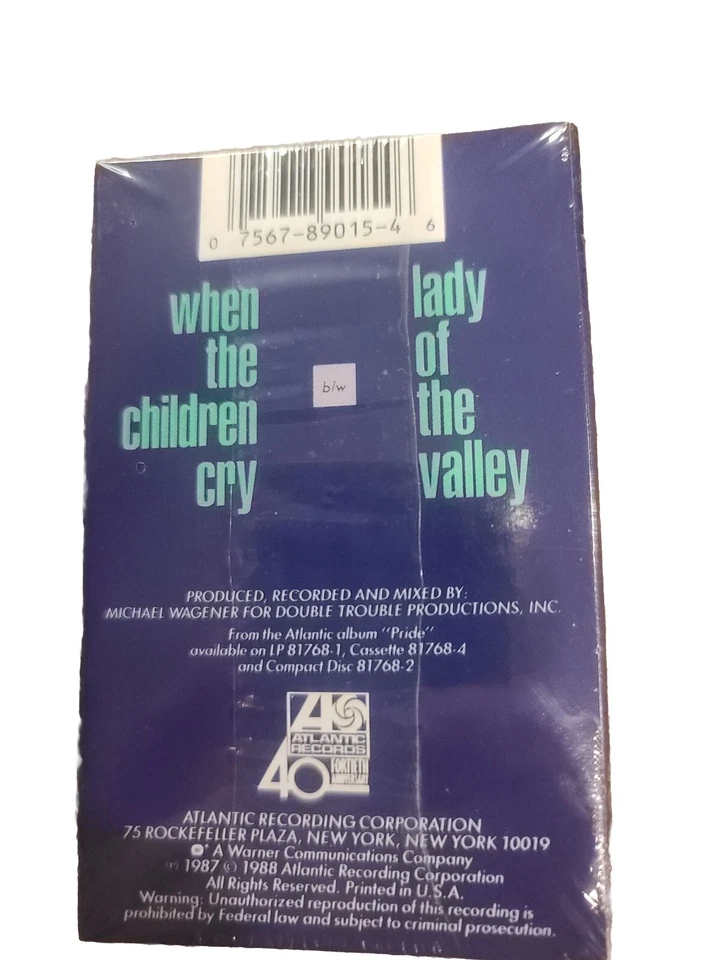 0 7567-89015-4 6
when
the
children
cry
b/w
lady
of
the
valley
PRODUCED, RECORDED AND MIXED BY:
MICHAEL WAGENER FOR DOUBLE TROUBLE PRODUCTIONS, INC.
From the Atlantic album "Pride"
available on LP 81768-1, Cassette 81768-4
and Compact Disc 81768-2
ATLANTIC
RECORDS
40 FORTIETH
ANNIVERSARY
ATLANTIC RECORDING CORPORATION
75 ROCKEFELLER PLAZA, NEW YORK, NEW YORK 10019
A Warner Communications Company
℗ 1987 © 1988 Atlantic Recording Corporation
All Rights Reserved. Printed in U.S.A.
Warning: Unauthorized reproduction of this recording is
prohibited by Federal law and subject to criminal prosecution.